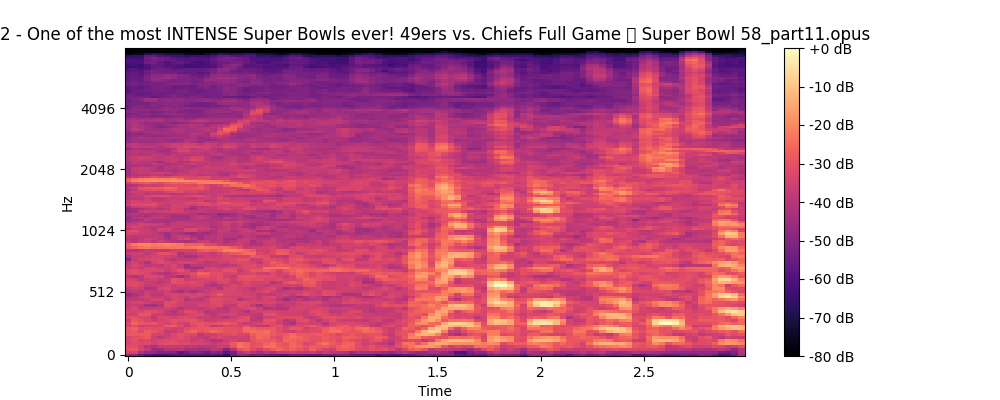 2 - One of the most INTENSE Super Bowls ever! 49ers vs. Chiefs Full Game ▯ Super Bowl 58_part11.opus
+0 dB
4096
-10 dB
-20 dB
2048
-30 dB
Hz
1024
-40 dB
-50 dB
512
-60 dB
-70 dB
0
-80 dB
0
0.5
1
1.5
2
2.5
Time